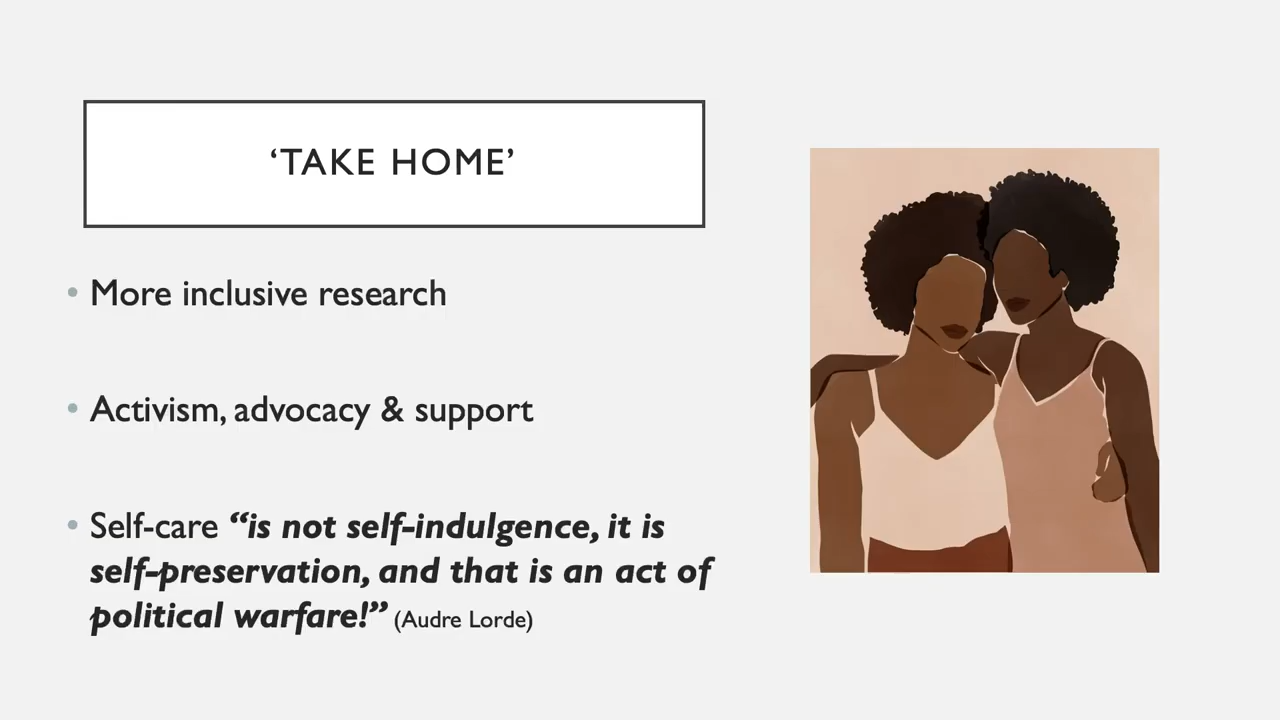 ‘TAKE HOME’
• More inclusive research
• Activism, advocacy & support
• Self-care “is not self-indulgence, it is
self-preservation, and that is an act of
political warfare!” (Audre Lorde)